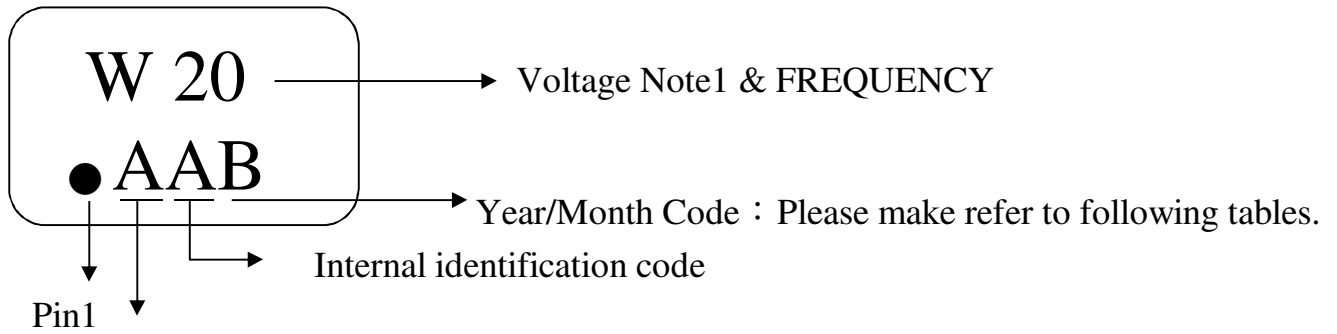 W 20
Voltage Note1 & FREQUENCY
●AAB
Year/Month Code：Please make refer to following tables.
Internal identification code
Pin1